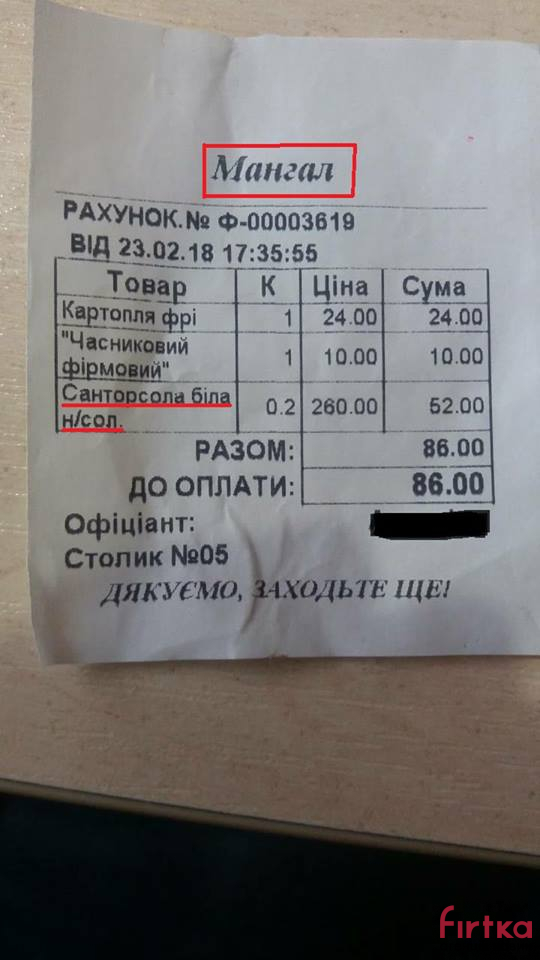 Мангал
РАХУНОК.№ Ф-00003619
ВІД 23.02.18 17:35:55
Товар К Ціна Сума
Картопля фрі 1 24.00 24.00
"Часниковий
фірмовий" 1 10.00 10.00
Санторсола біла
н/сол. 0.2 260.00 52.00
РАЗОМ: 86.00
ДО ОПЛАТИ: 86.00
Офіціант:
Столик №05
ДЯКУЄМО, ЗАХОДЬТЕ ЩЕ!
firtka